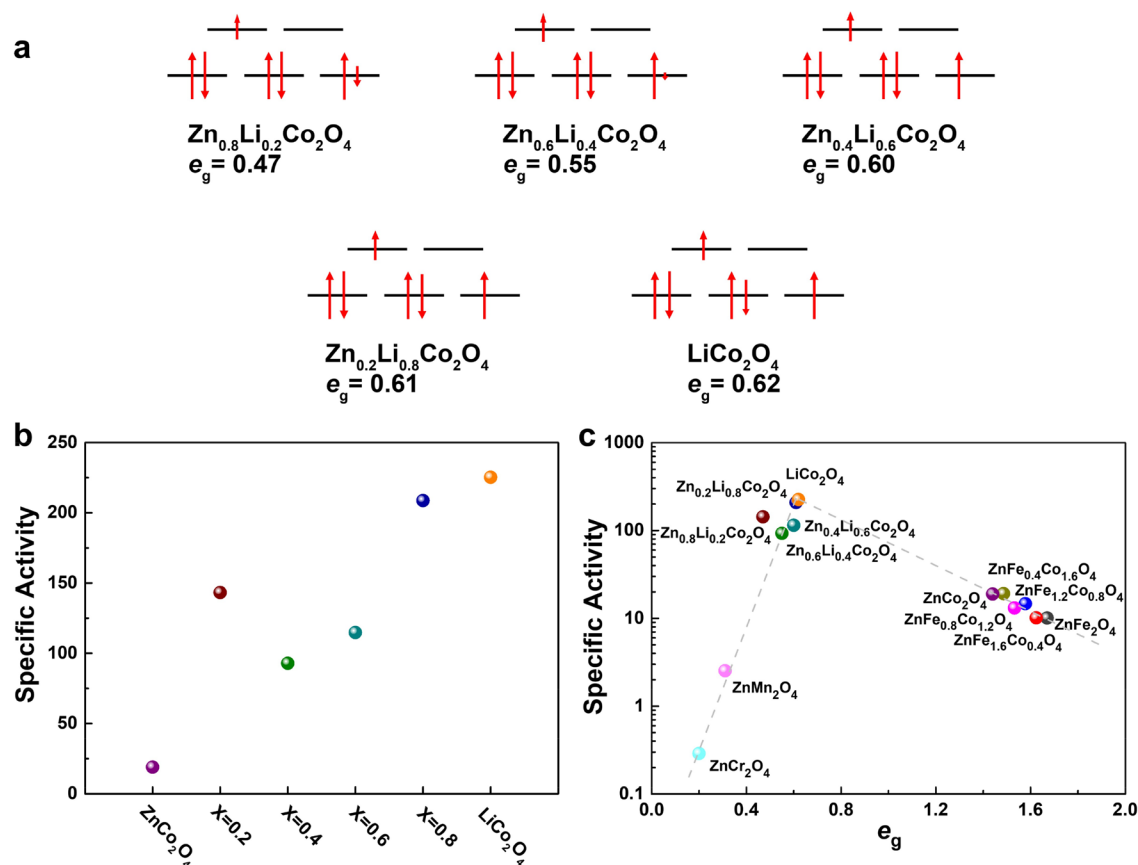 a
Zn0.8Li0.2Co2O4
eg= 0.47
Zn0.6Li0.4Co2O4
eg= 0.55
Zn0.4Li0.6Co2O4
eg= 0.60
Zn0.2Li0.8Co2O4
eg= 0.61
LiCo2O4
eg= 0.62
b
Specific Activity
250
200
150
100
50
0
ZnCo2O4
X=0.2
X=0.4
X=0.6
X=0.8
LiCo2O4
c
Specific Activity
1000
100
10
1
0.1
LiCo2O4
Zn0.2Li0.8Co2O4
Zn0.8Li0.2Co2O4
Zn0.4Li0.6Co2O4
Zn0.6Li0.4Co2O4
ZnFe0.4Co1.6O4
ZnCo2O4
ZnFe1.2Co0.8O4
ZnFe0.8Co1.2O4
ZnFe2O4
ZnFe1.6Co0.4O4
ZnMn2O4
ZnCr2O4
0.0
0.4
0.8
1.2
1.6
2.0
eg